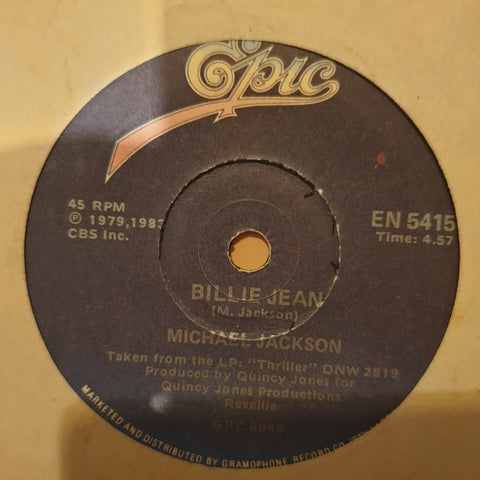 Epic
45 RPM
℗ 1979, 1983
CBS Inc.
EN 5415
Time: 4.57
BILLIE JEAN
(M. Jackson)
MICHAEL JACKSON
Taken from the LP: "Thriller" DNW 2819
Produced by Quincy Jones for
Quincy Jones Productions
Reveille
GRC 8049
MARKETED AND DISTRIBUTED BY GRAMOPHONE RECORD CO.